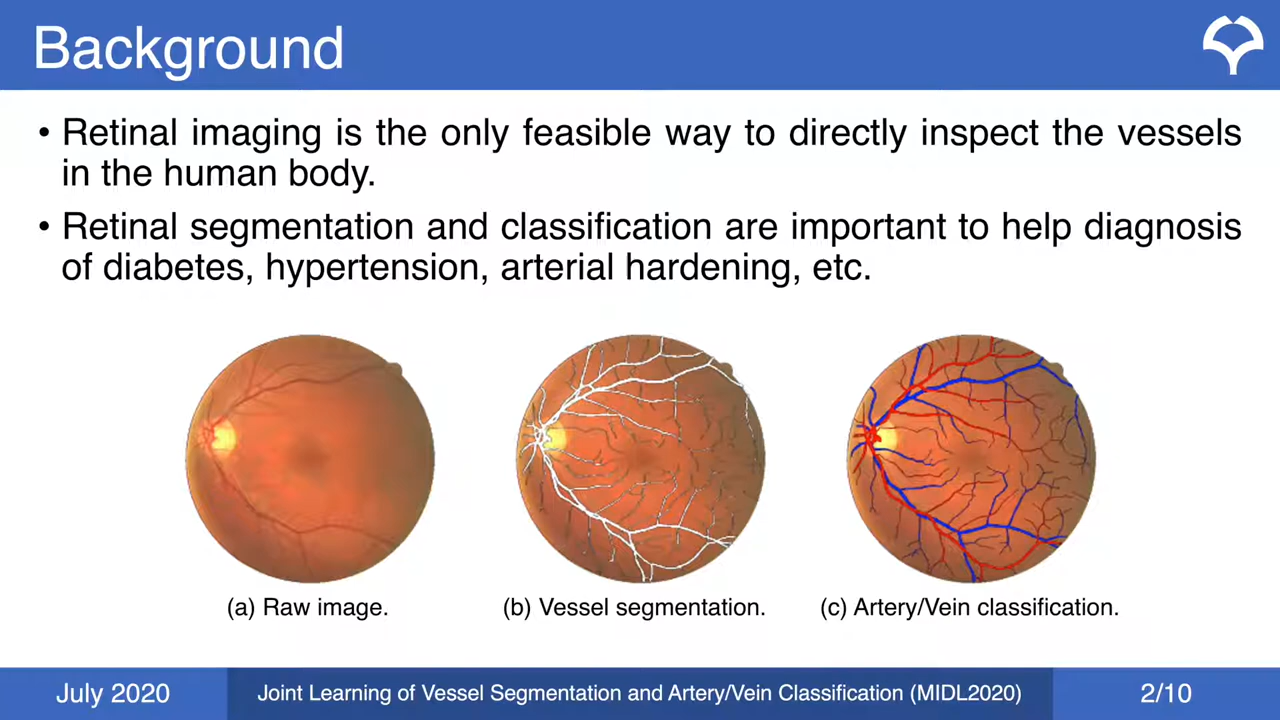 Background
• Retinal imaging is the only feasible way to directly inspect the vessels
in the human body.
• Retinal segmentation and classification are important to help diagnosis
of diabetes, hypertension, arterial hardening, etc.
(a) Raw image.
(b) Vessel segmentation.
(c) Artery/Vein classification.
July 2020
Joint Learning of Vessel Segmentation and Artery/Vein Classification (MIDL2020)
2/10